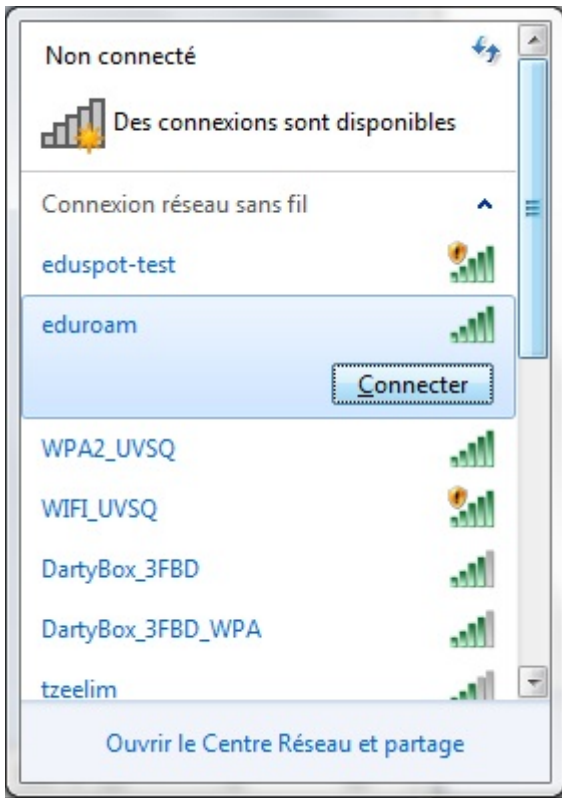 Non connecté
Des connexions sont disponibles
Connexion réseau sans fil
eduspot-test
eduroam
Connecter
WPA2_UVSQ
WIFI_UVSQ
DartyBox_3FBD
DartyBox_3FBD_WPA
tzeelim
Ouvrir le Centre Réseau et partage